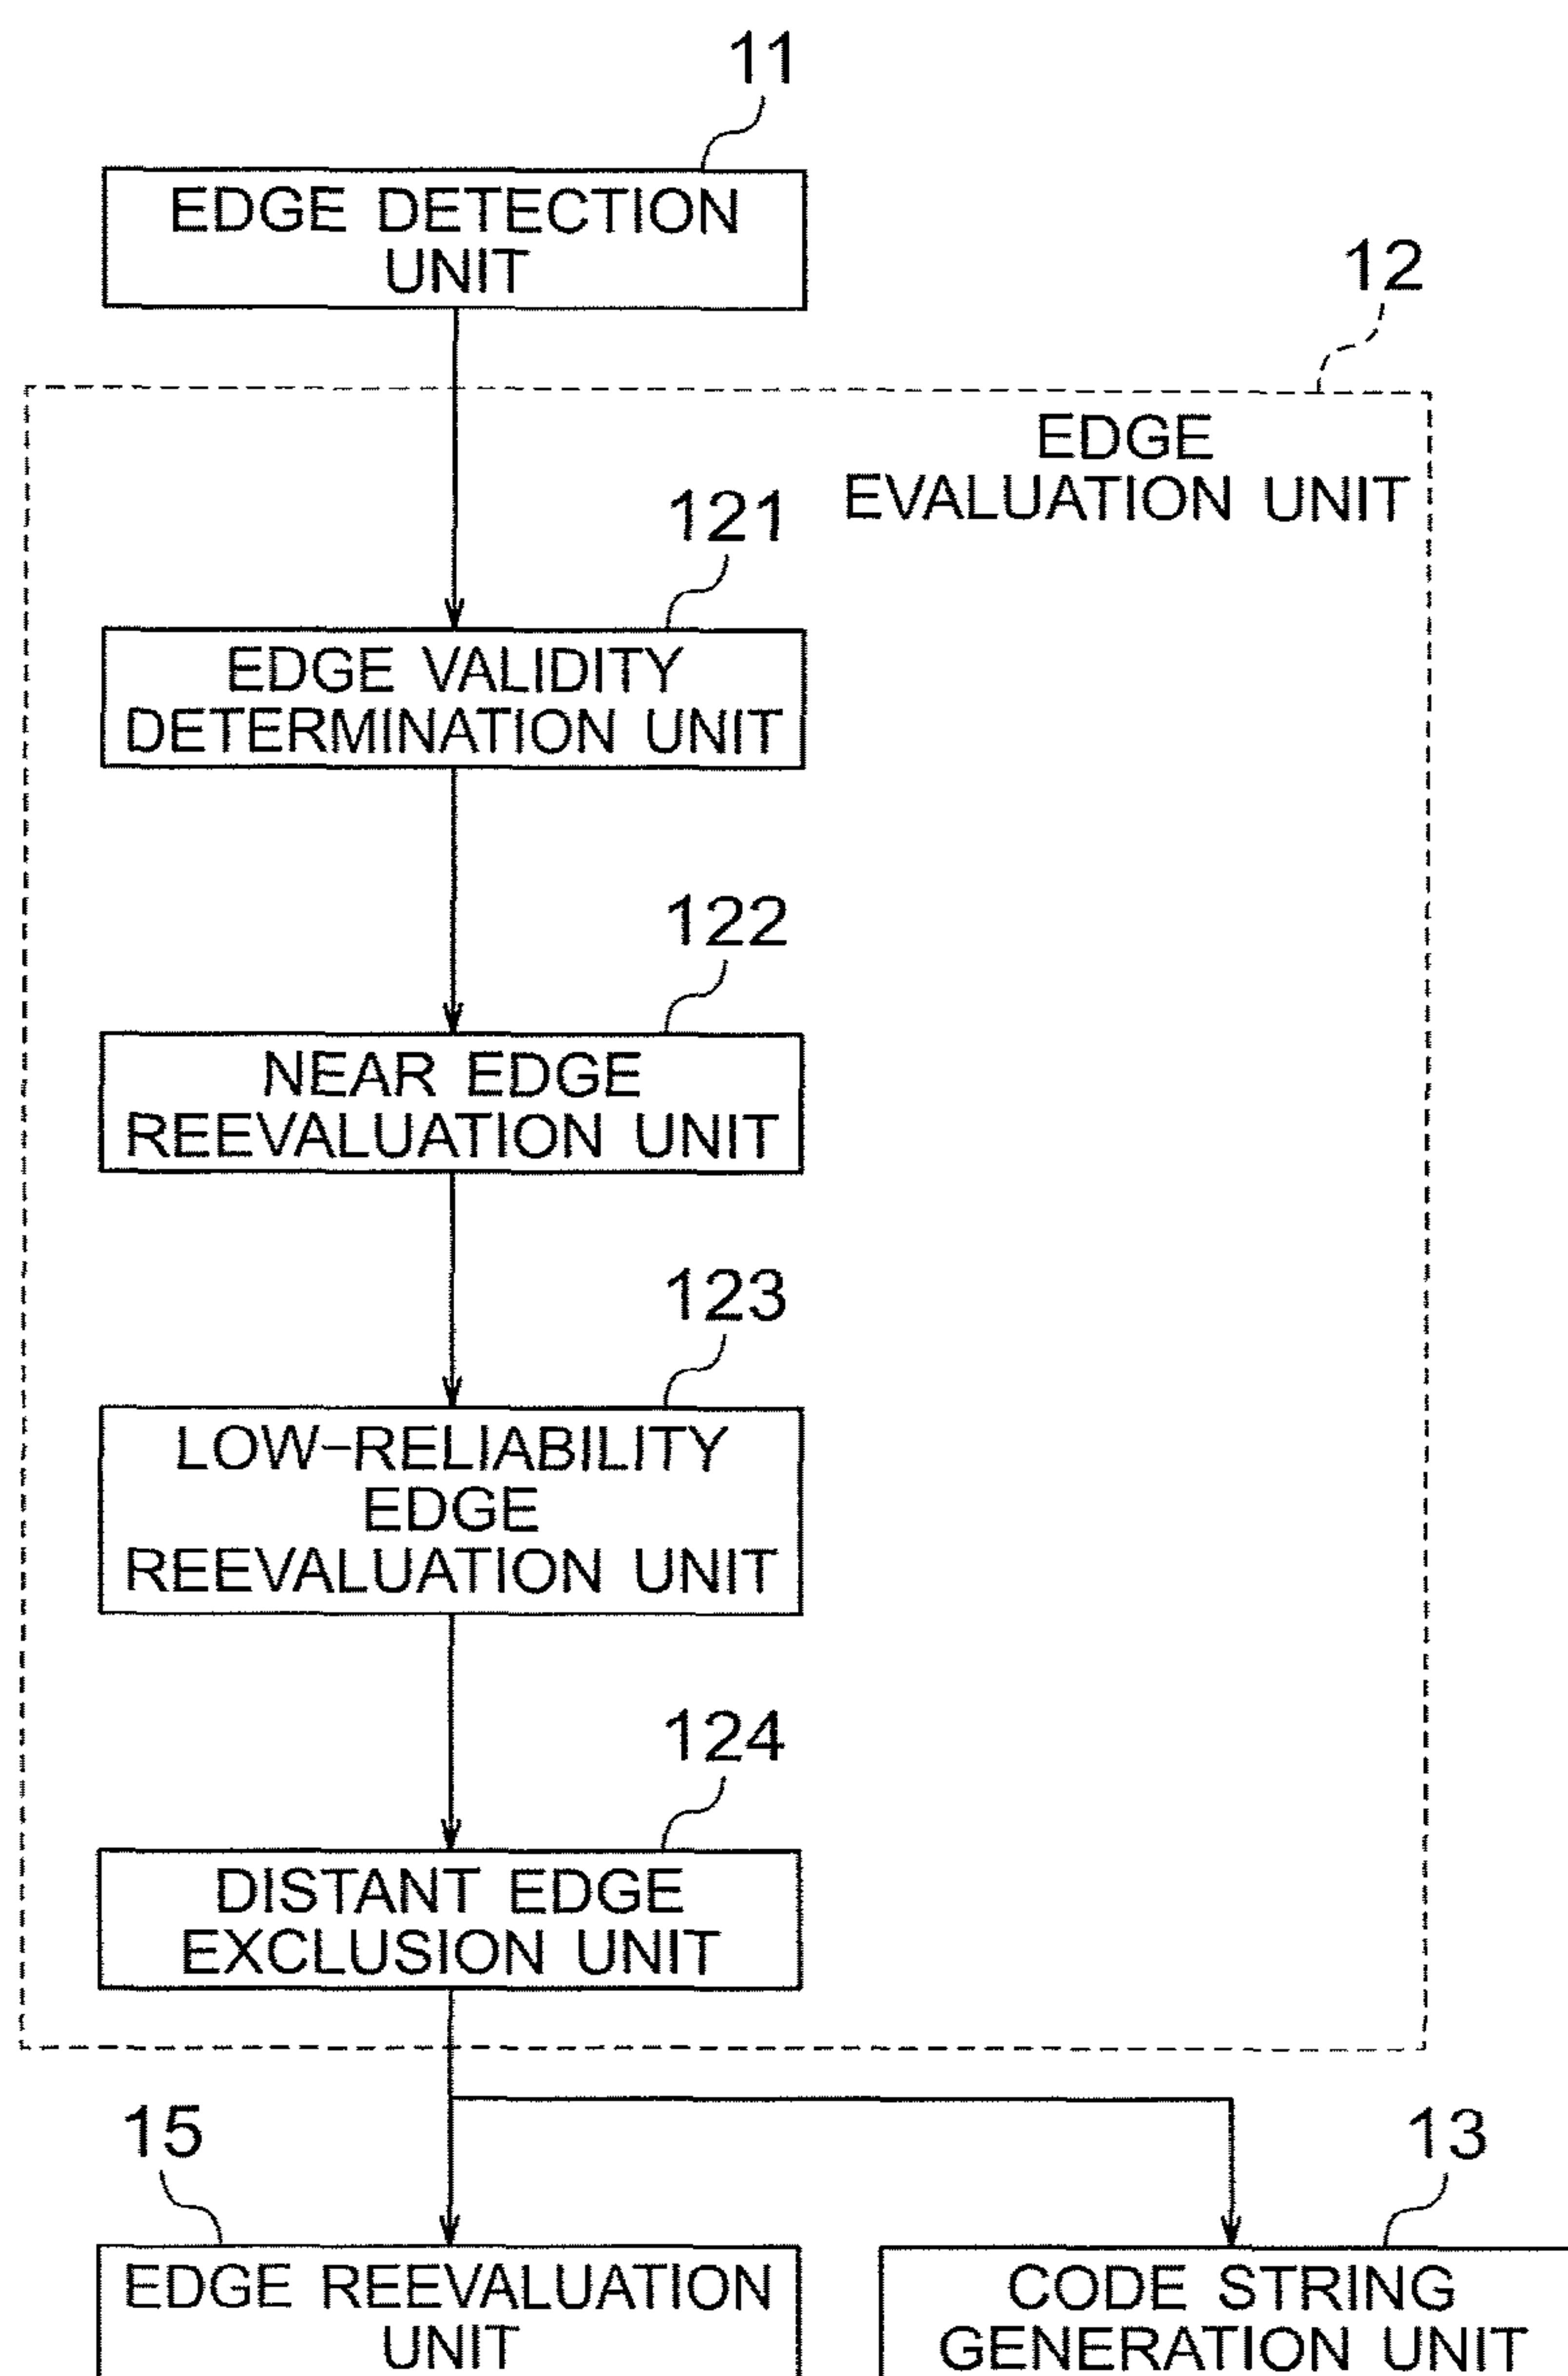 11
EDGE DETECTION
UNIT
12
EDGE
EVALUATION UNIT
121
EDGE VALIDITY
DETERMINATION UNIT
122
NEAR EDGE
REEVALUATION UNIT
123
LOW-RELIABILITY
EDGE
REEVALUATION UNIT
124
DISTANT EDGE
EXCLUSION UNIT
15
EDGE REEVALUATION
UNIT
13
CODE STRING
GENERATION UNIT